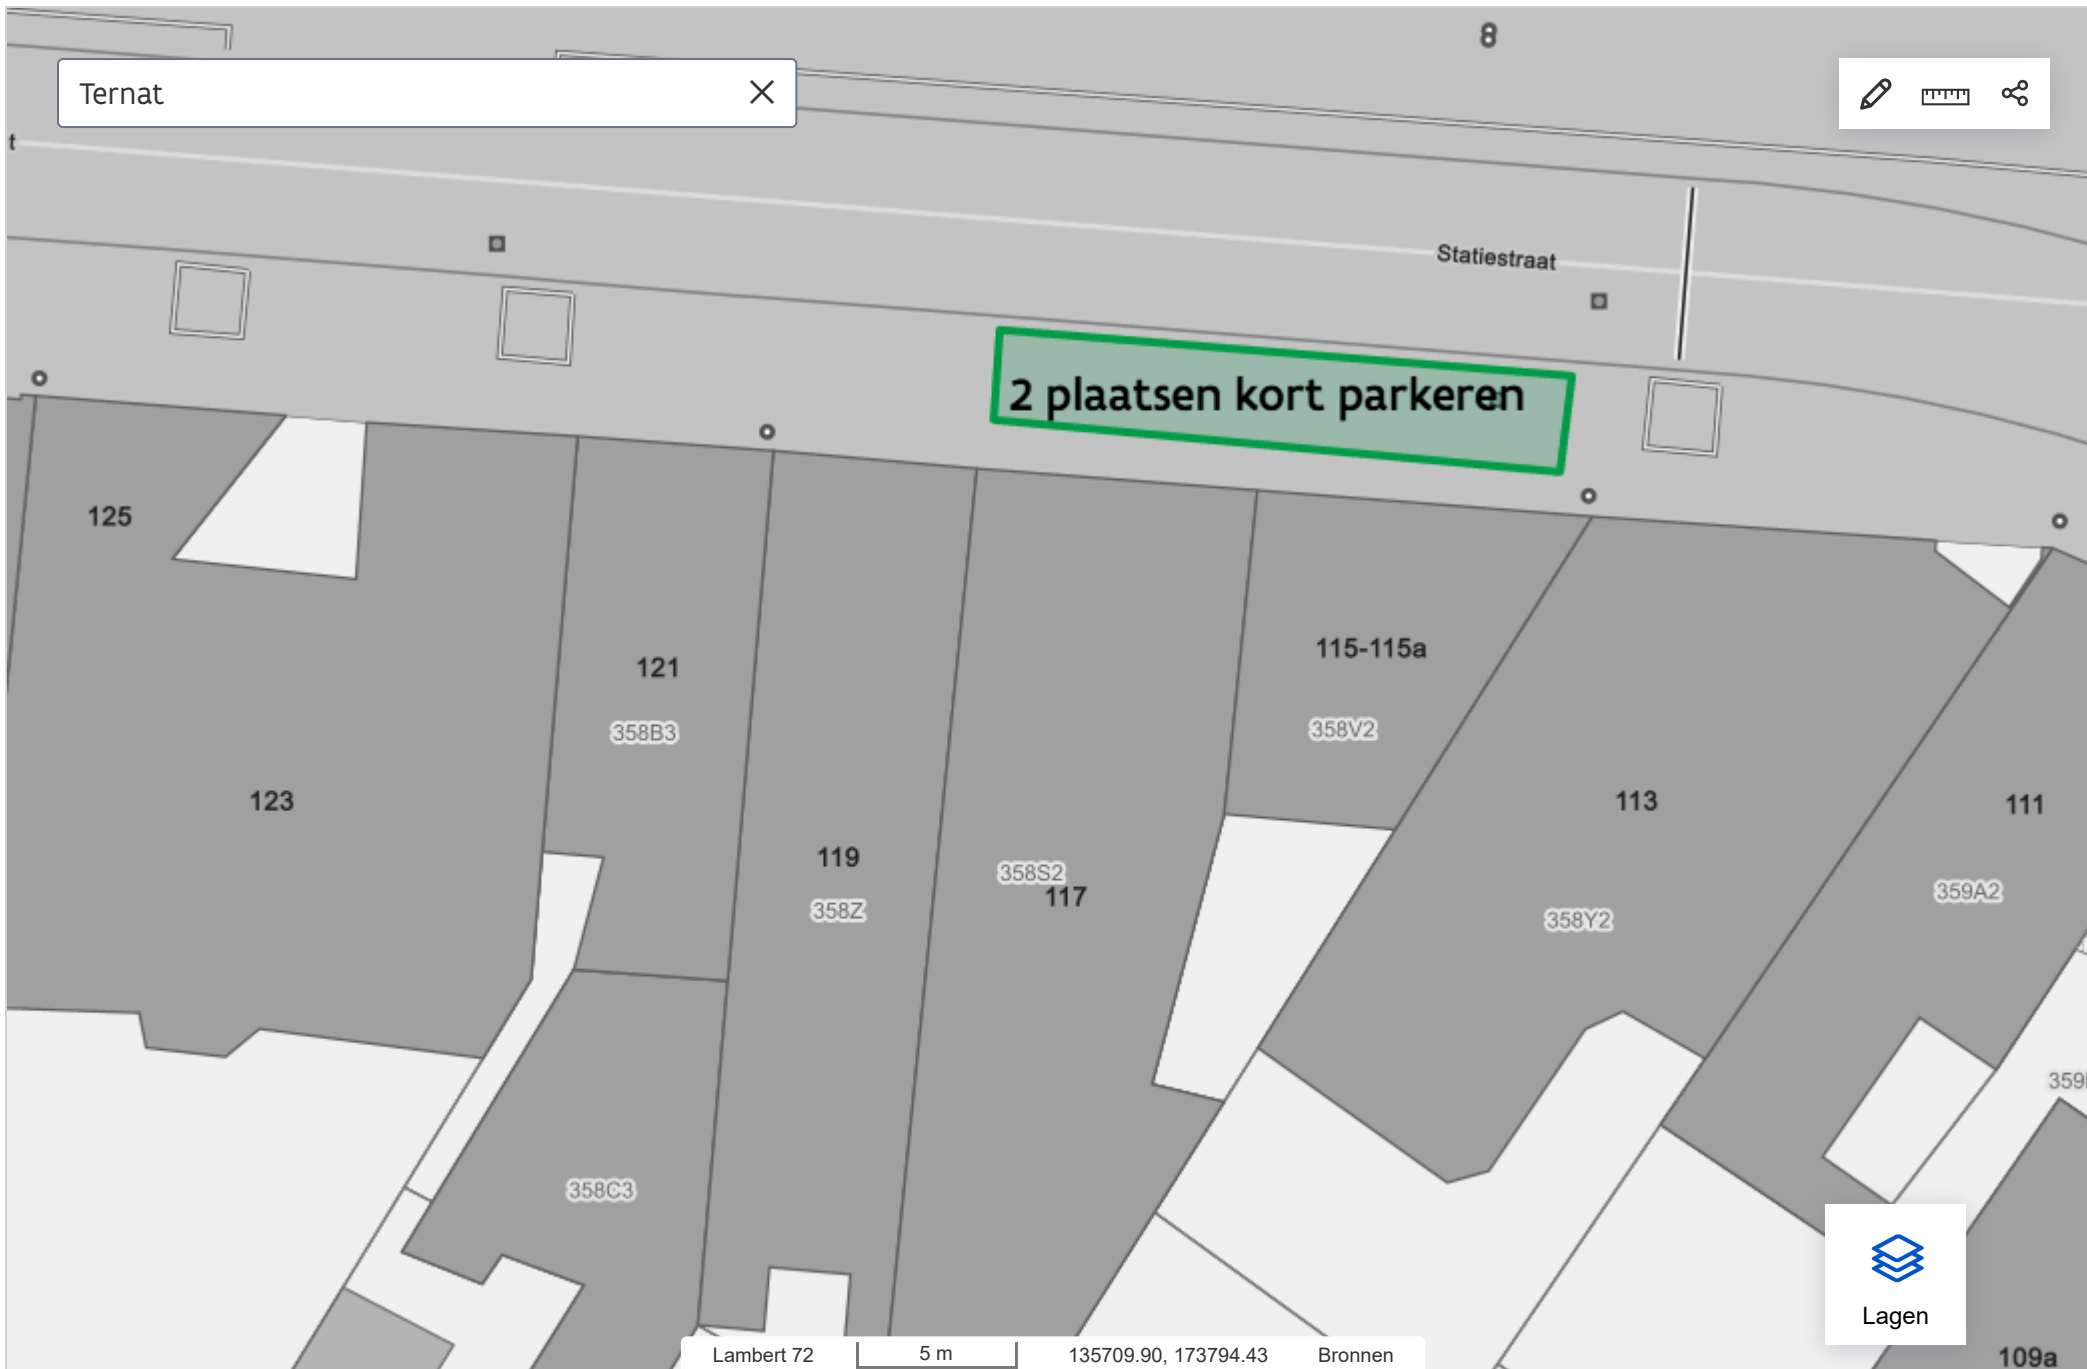 Ternat
t
Statiestraat
2 plaatsen kort parkeren
125
121
115-115a
358B3
358V2
123
113
111
119
358S2
117
359A2
358Z
358Y2
358C3
Lagen
Lambert 72
5 m
135709.90, 173794.43
Bronnen
109a